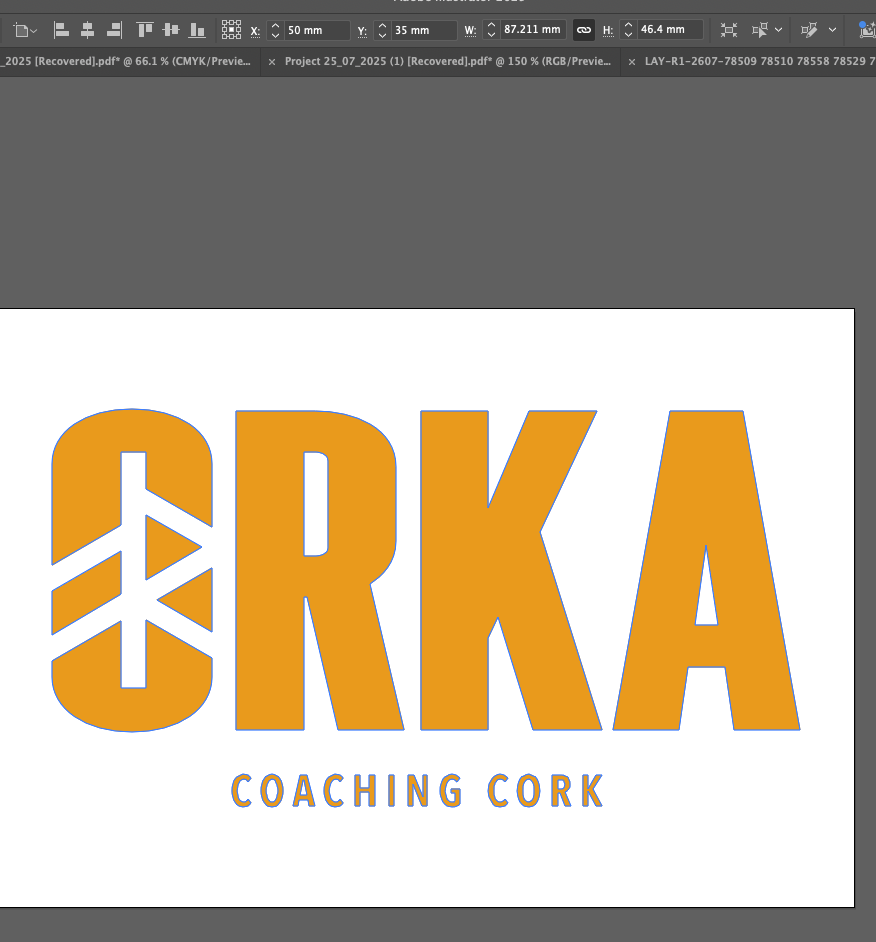 X: 50 mm Y: 35 mm W: 87.211 mm H: 46.4 mm
_2025 [Recovered].pdf* @ 66.1 % (CMYK/Previe... × Project 25_07_2025 (1) [Recovered].pdf* @ 150 % (RGB/Previe... × LAY-R1-2607-78509 78510 78558 78529 7
ORKA
COACHING CORK